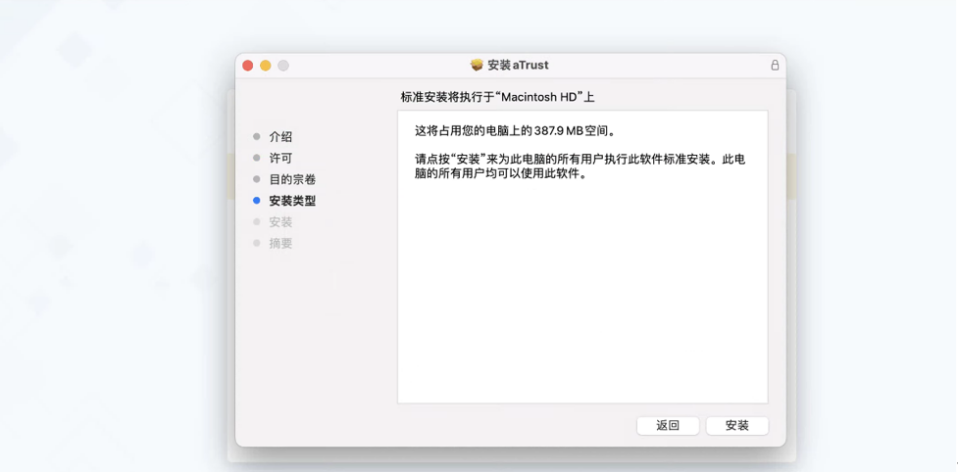 安装 aTrust
标准安装将执行于“Macintosh HD”上
介绍
许可
目的宗卷
安装类型
安装
摘要
这将占用您的电脑上的 387.9 MB 空间。
请点按“安装”来为此电脑的所有用户执行此软件标准安装。此电
脑的所有用户均可以使用此软件。
返回
安装